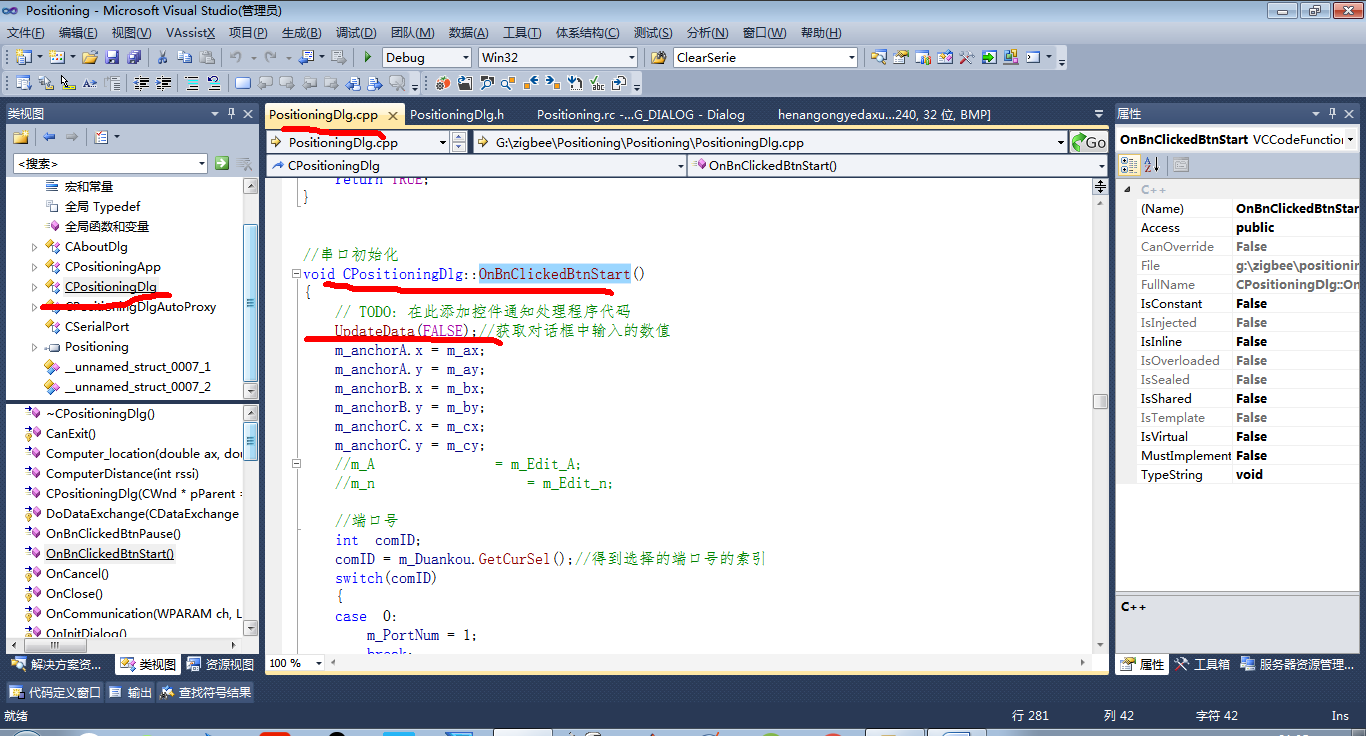 Positioning - Microsoft Visual Studio(管理员)
文件(F) 编辑(E) 视图(V) VAssistX 项目(P) 生成(B) 调试(D) 团队(M) 数据(A) 工具(T) 体系结构(C) 测试(S) 分析(N) 窗口(W) 帮助(H)
Debug Win32 ClearSerie
类视图
<搜索>
宏和常量
全局 Typedef
全局函数和变量
CAboutDlg
CPositioningApp
CPositioningDlg
CPositioningDlgAutoProxy
CSerialPort
Positioning
__unnamed_struct_0007_1
__unnamed_struct_0007_2
~CPositioningDlg()
CanExit()
Computer_location(double ax, dou
ComputerDistance(int rssi)
CPositioningDlg(CWnd * pParent =
DoDataExchange(CDataExchange
OnBnClickedBtnPause()
OnBnClickedBtnStart()
OnCancel()
OnClose()
OnCommunication(WPARAM ch, L
OnInitDialog()
解决方案资... 类视图 资源视图
PositioningDlg.cpp PositioningDlg.h Positioning.rc -...G_DIALOG - Dialog henangongyedaxu...240, 32 位, BMP]
PositioningDlg.cpp G:\zigbee\Positioning\Positioning\PositioningDlg.cpp Go
CPositioningDlg OnBnClickedBtnStart()
return TRUE;
}
//串口初始化
void CPositioningDlg::OnBnClickedBtnStart()
{
// TODO: 在此添加控件通知处理程序代码
UpdateData(FALSE);//获取对话框中输入的数值
m_anchorA.x = m_ax;
m_anchorA.y = m_ay;
m_anchorB.x = m_bx;
m_anchorB.y = m_by;
m_anchorC.x = m_cx;
m_anchorC.y = m_cy;
//m_A = m_Edit_A;
//m_n = m_Edit_n;
//端口号
int comID;
comID = m_Duankou.GetCurSel();//得到选择的端口号的索引
switch(comID)
{
case 0:
m_PortNum = 1;
break;
100 %
属性
OnBnClickedBtnStart VCCodeFunction
C++
(Name) OnBnClickedBtnStar
Access public
CanOverride False
File g:\zigbee\positionin
FullName CPositioningDlg::On
IsConstant False
IsInjected False
IsInline False
IsOverloaded False
IsSealed False
IsShared False
IsTemplate False
IsVirtual False
MustImplement False
TypeString void
C++
属性 工具箱 服务器资源管理...
代码定义窗口 输出 查找符号结果
就绪 行 281 列 42 字符 42 Ins